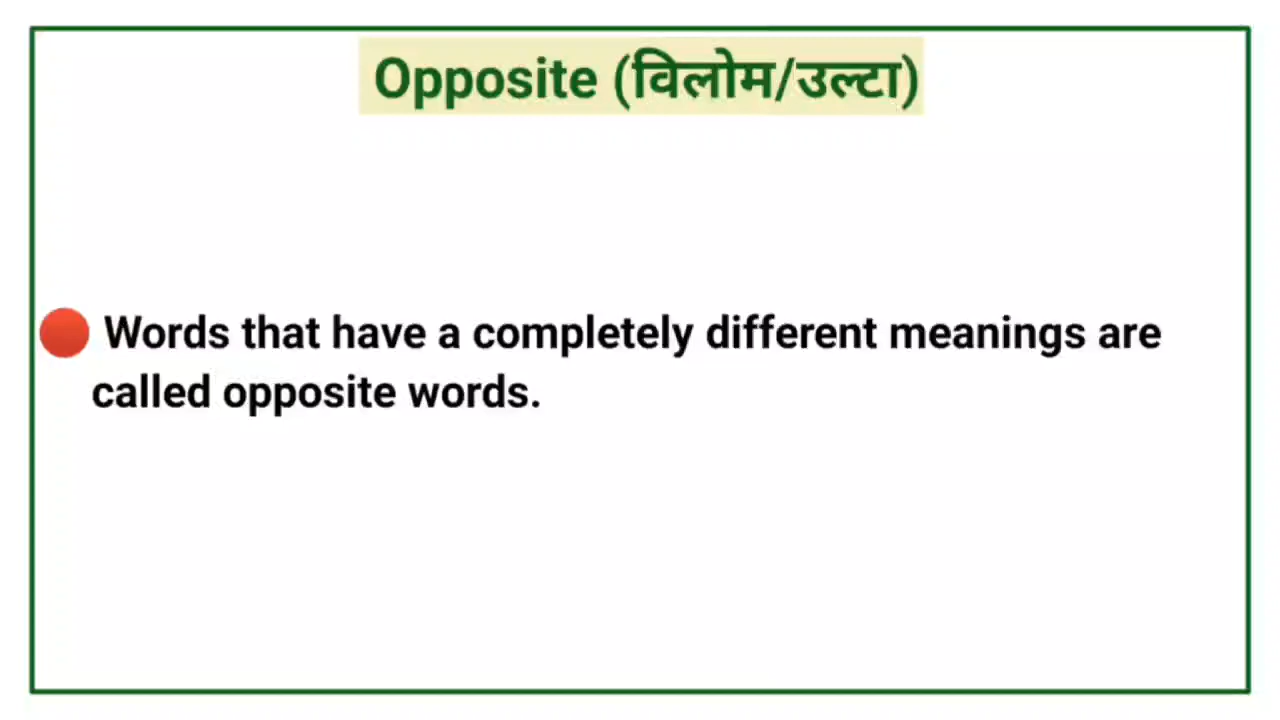 Opposite (विलोम/उल्टा)
Words that have a completely different meanings are
called opposite words.